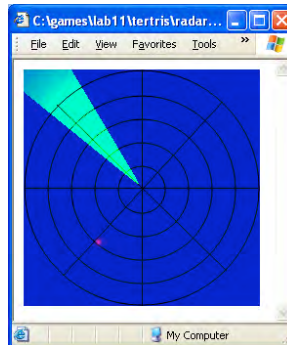 C:\games\lab11\tertris\radar...
File Edit View Favorites Tools »
My Computer